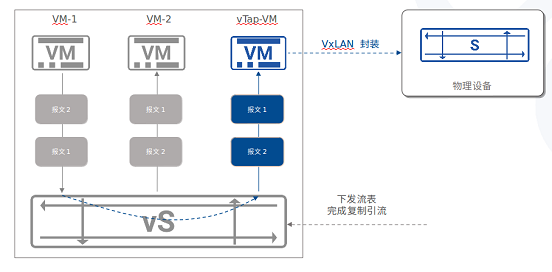 VM-1
VM-2
vTap-VM
VM
VM
VM
VxLAN 封装
S
物理设备
报文 2
报文 2
报文 1
报文 1
报文 1
报文 2
vS
下发流表
完成复制引流